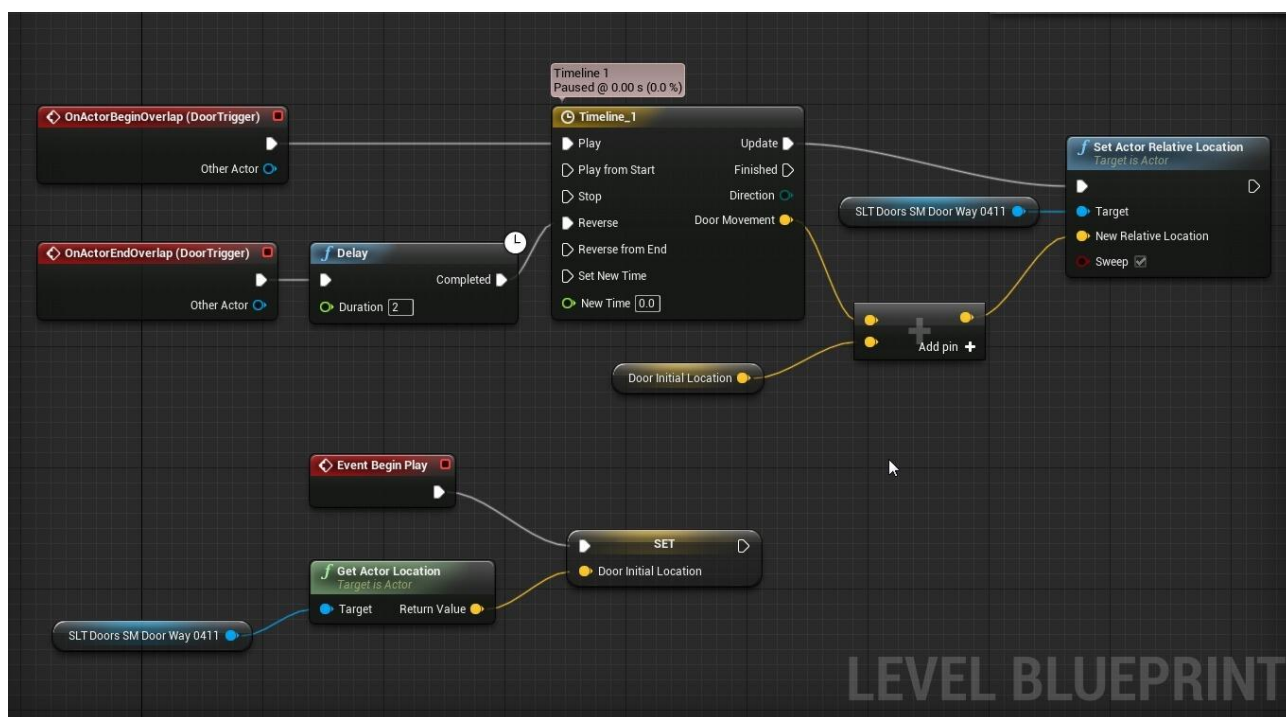 Timeline 1
Paused @ 0.00 s (0.0 %)
OnActorBeginOverlap (DoorTrigger)
Other Actor
Timeline_1
Play
Update
Play from Start
Finished
Stop
Direction
Reverse
Door Movement
Reverse from End
Set New Time
New Time 0.0
Set Actor Relative Location
Target is Actor
Target
New Relative Location
Sweep
SLT Doors SM Door Way 0411
OnActorEndOverlap (DoorTrigger)
Other Actor
f Delay
Completed
Duration 2
Add pin +
Door Initial Location
Event Begin Play
SET
Door Initial Location
f Get Actor Location
Target is Actor
Target Return Value
SLT Doors SM Door Way 0411
LEVEL BLUEPRINT